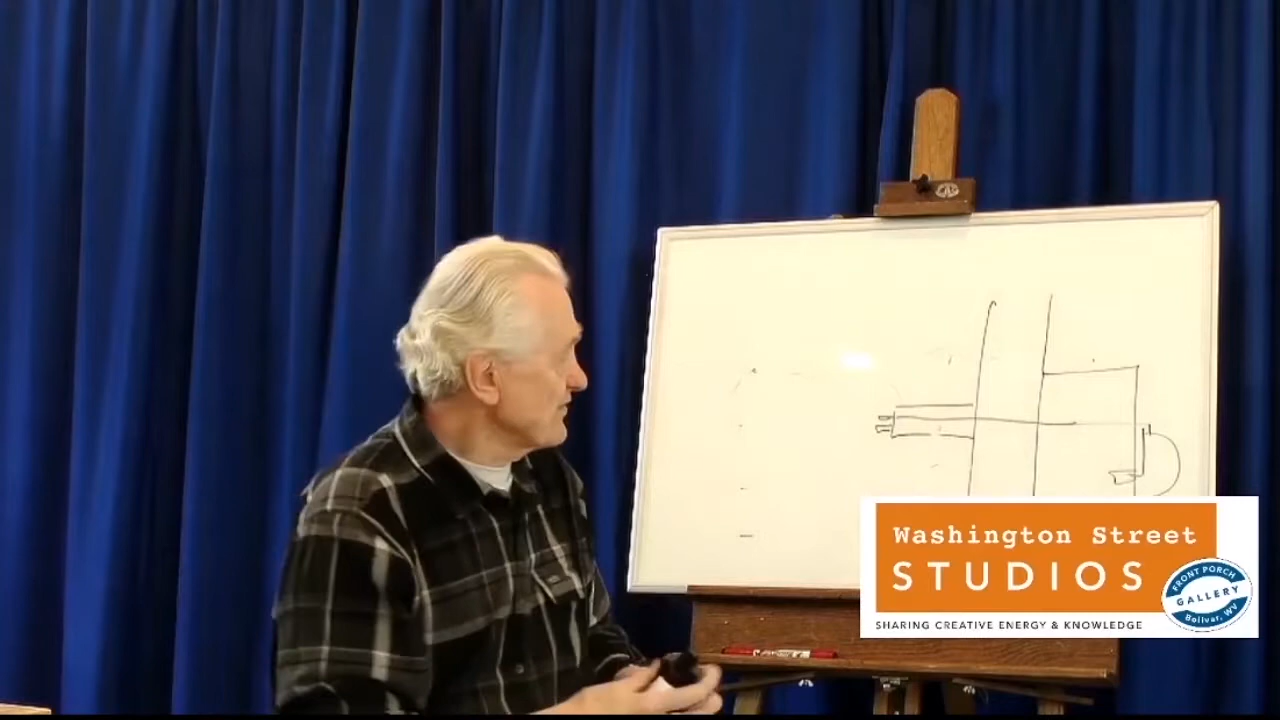 Washington Street
STUDIOS
FRONT PORCH
GALLERY
Bolivar, WV
SHARING CREATIVE ENERGY & KNOWLEDGE